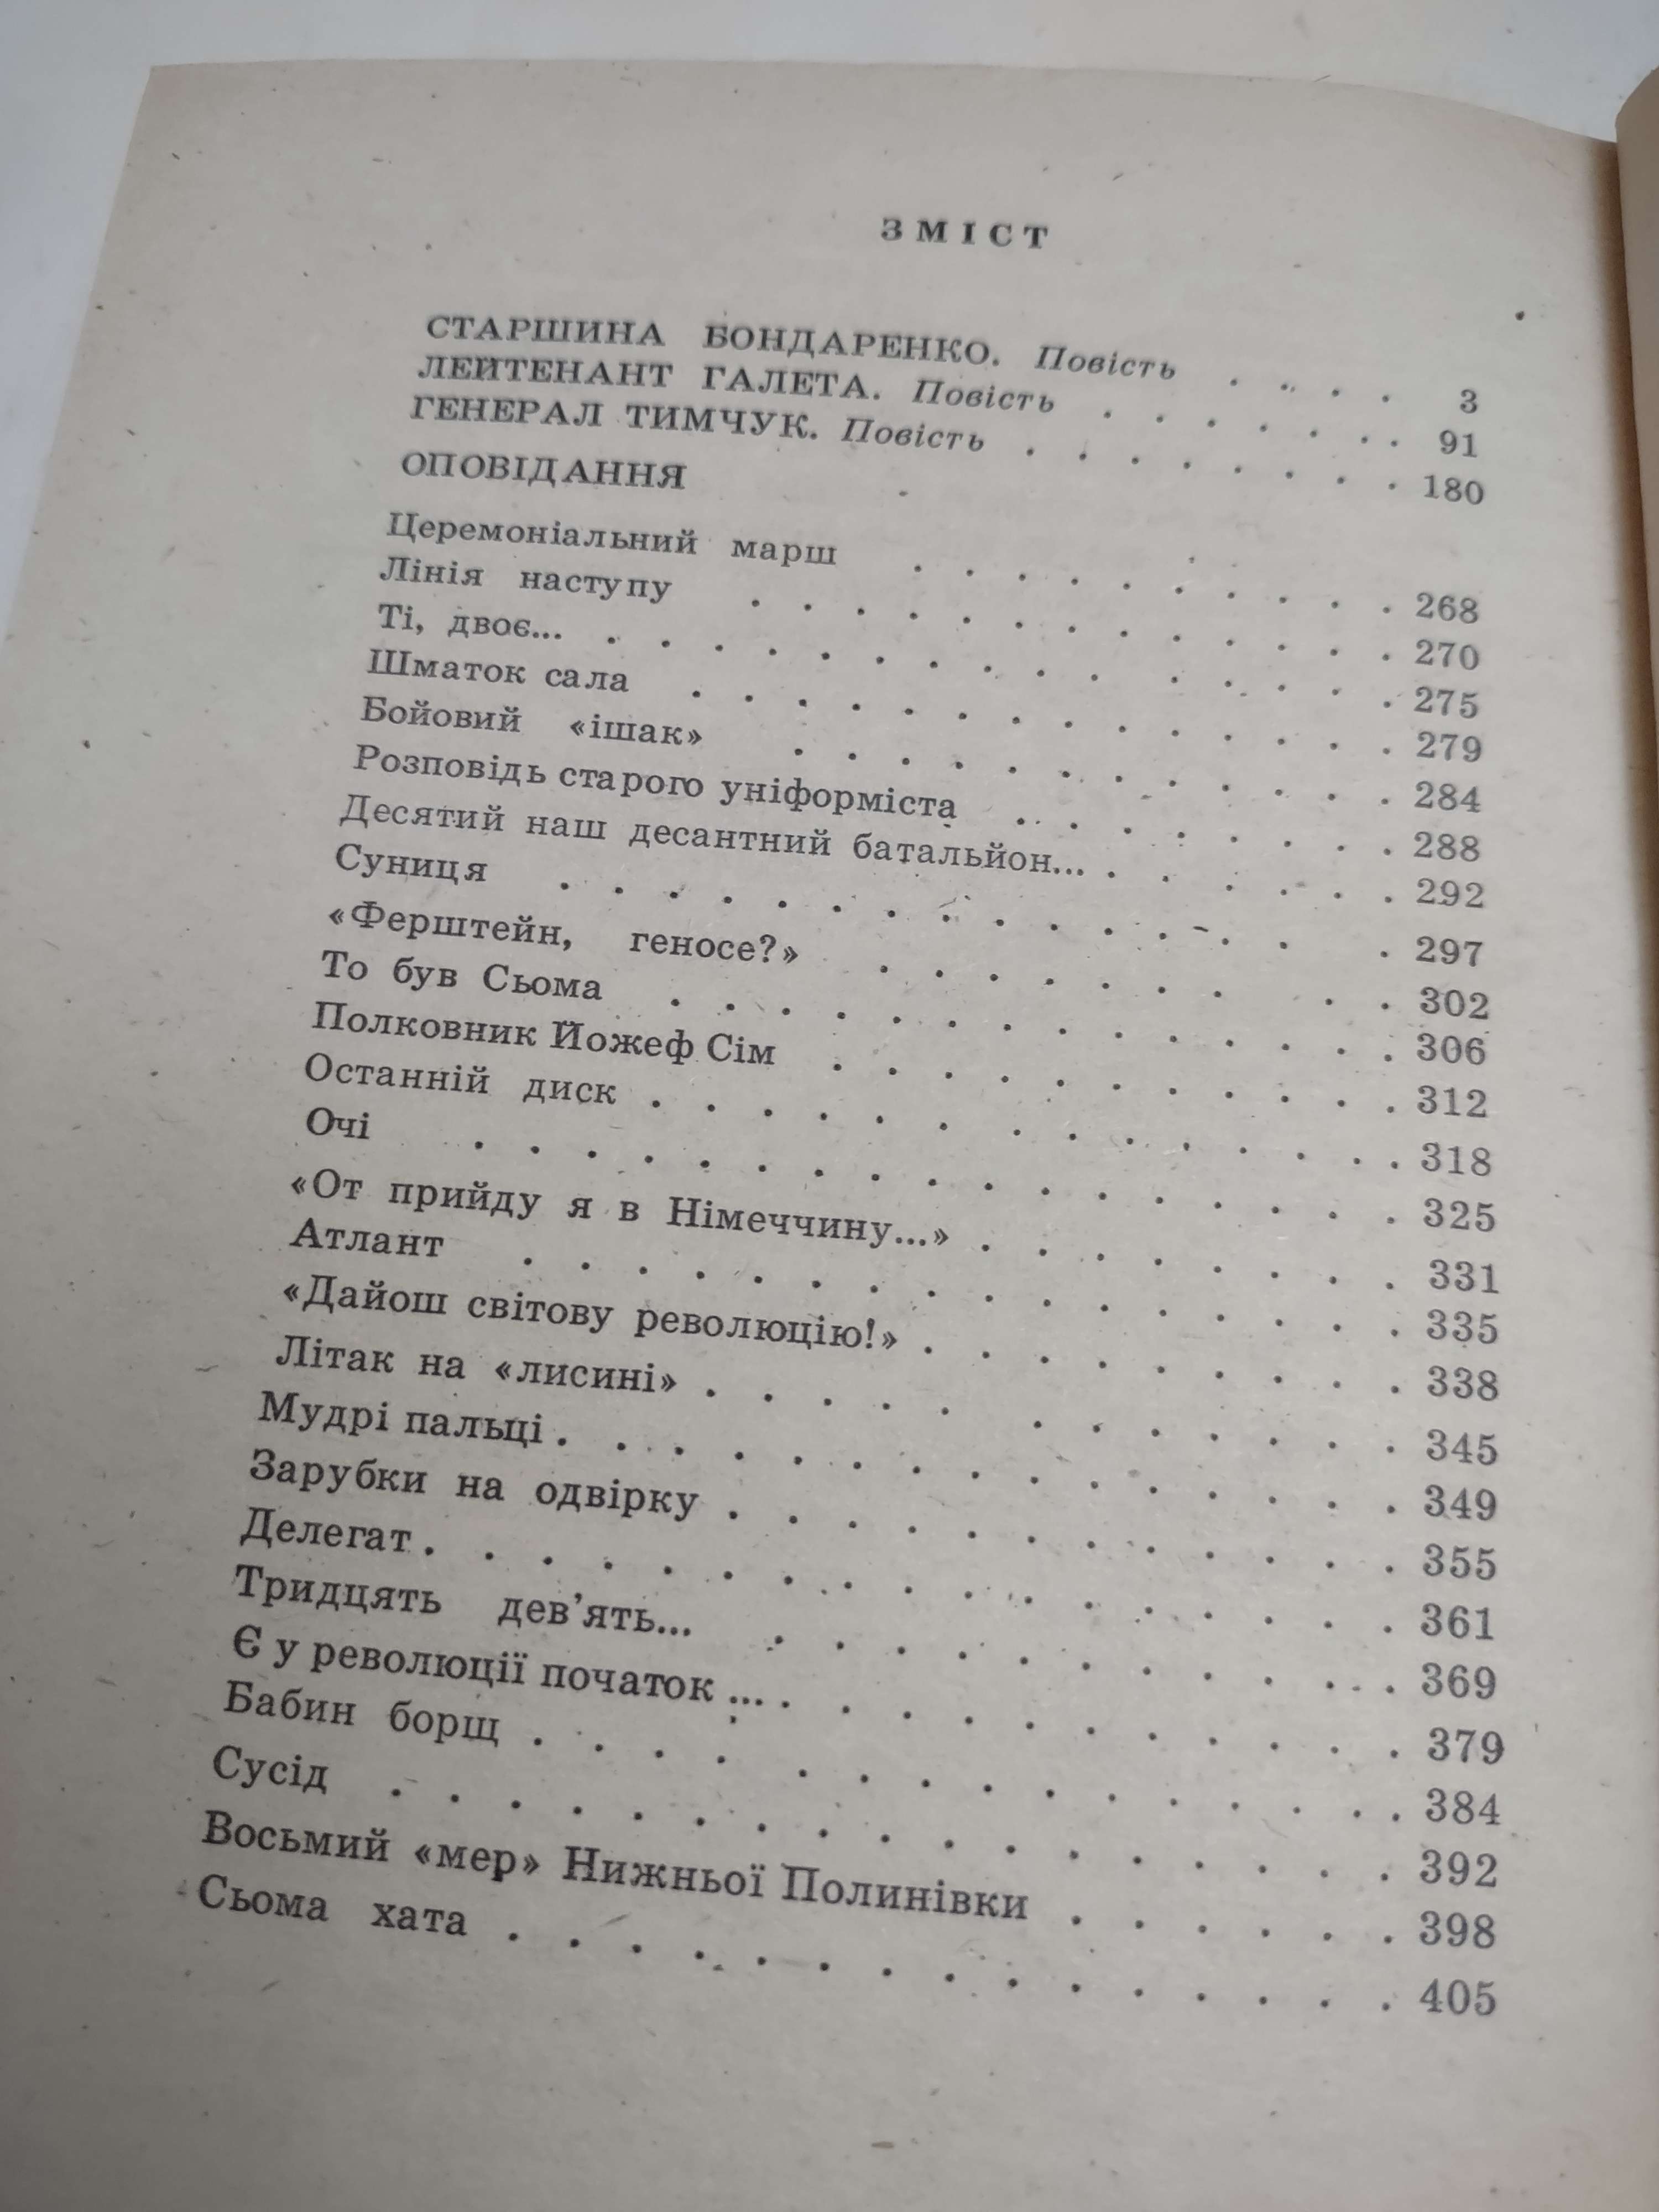 ЗМІСТ
СТАРШИНА БОНДАРЕНКО. Повість . . . . 3
ЛЕЙТЕНАНТ ГАЛЕТА. Повість . . . . . . . 91
ГЕНЕРАЛ ТИМЧУК. Повість . . . . . . . . 180
ОПОВІДАННЯ
Церемоніальний марш . . . . . . . . . . 268
Лінія наступу . . . . . . . . . . . . . 270
Ті, двоє... . . . . . . . . . . . . . . . 275
Шматок сала . . . . . . . . . . . . . . 279
Бойовий «ішак» . . . . . . . . . . . . 284
Розповідь старого уніформіста . . . . . . . . 288
Десятий наш десантний батальйон... . . . . . . 292
Суниця . . . . . . . . . . . . . . . 297
«Ферштейн, геносе?» . . . . . . . . . 302
То був Сьома . . . . . . . . . . . . . . 306
Полковник Йожеф Сім . . . . . . . . . . . 312
Останній диск . . . . . . . . . . . . . . 318
Очі . . . . . . . . . . . . . . . . . 325
«От прийду я в Німеччину...» . . . . . . . . 331
Атлант . . . . . . . . . . . . . . . . 335
«Дайош світову революцію!» . . . . . . . . . 338
Літак на «лисині» . . . . . . . . . . . . 345
Мудрі пальці . . . . . . . . . . . . . . . 349
Зарубки на одвірку . . . . . . . . . . . . 355
Делегат . . . . . . . . . . . . . . . . . 361
Тридцять дев’ять... . . . . . . . . . . . . 369
Є у революції початок ... . . . . . . . . . . . 379
Бабин борщ . . . . . . . . . . . . . . . 384
Сусід . . . . . . . . . . . . . . . . . 392
Восьмий «мер» Нижньої Полинівки . . . . . . 398
Сьома хата . . . . . . . . . . . . . . . 405